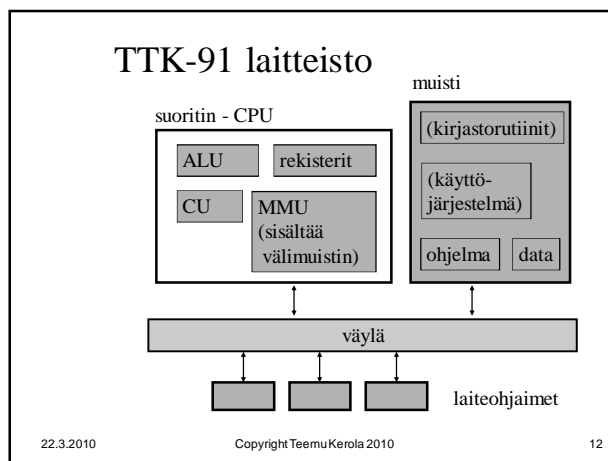 TTK-91 laitteisto
suoritin - CPU
ALU
rekisterit
CU
MMU
(sisältää
välimuistin)
muisti
(kirjastorutiinit)
(käyttö-
järjestelmä)
ohjelma
data
väylä
laiteohjaimet
22.3.2010
Copyright Teemu Kerola 2010
12